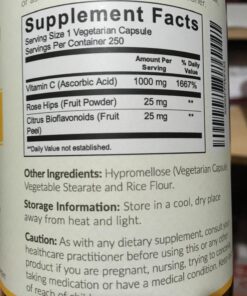 Supplement Facts
Serving Size 1 Vegetarian Capsule
Servings Per Container 250
Amount Per Serving % Daily Value
Vitamin C (Ascorbic Acid) 1000 mg 1667%
Rose Hips (Fruit Powder) 25 mg **
Citrus Bioflavonoids (Fruit 25 mg **
Peel)
**Daily Value not established.
Other Ingredients: Hypromellose (Vegetarian Capsule)
Vegetable Stearate and Rice Flour.
Storage Information: Store in a cool, dry place
away from heat and light.
Caution: As with any dietary supplement, consult
healthcare practitioner before using this or any
product if you are pregnant, nursing, trying to
taking medication or have a medical condition. Keep
of reach of